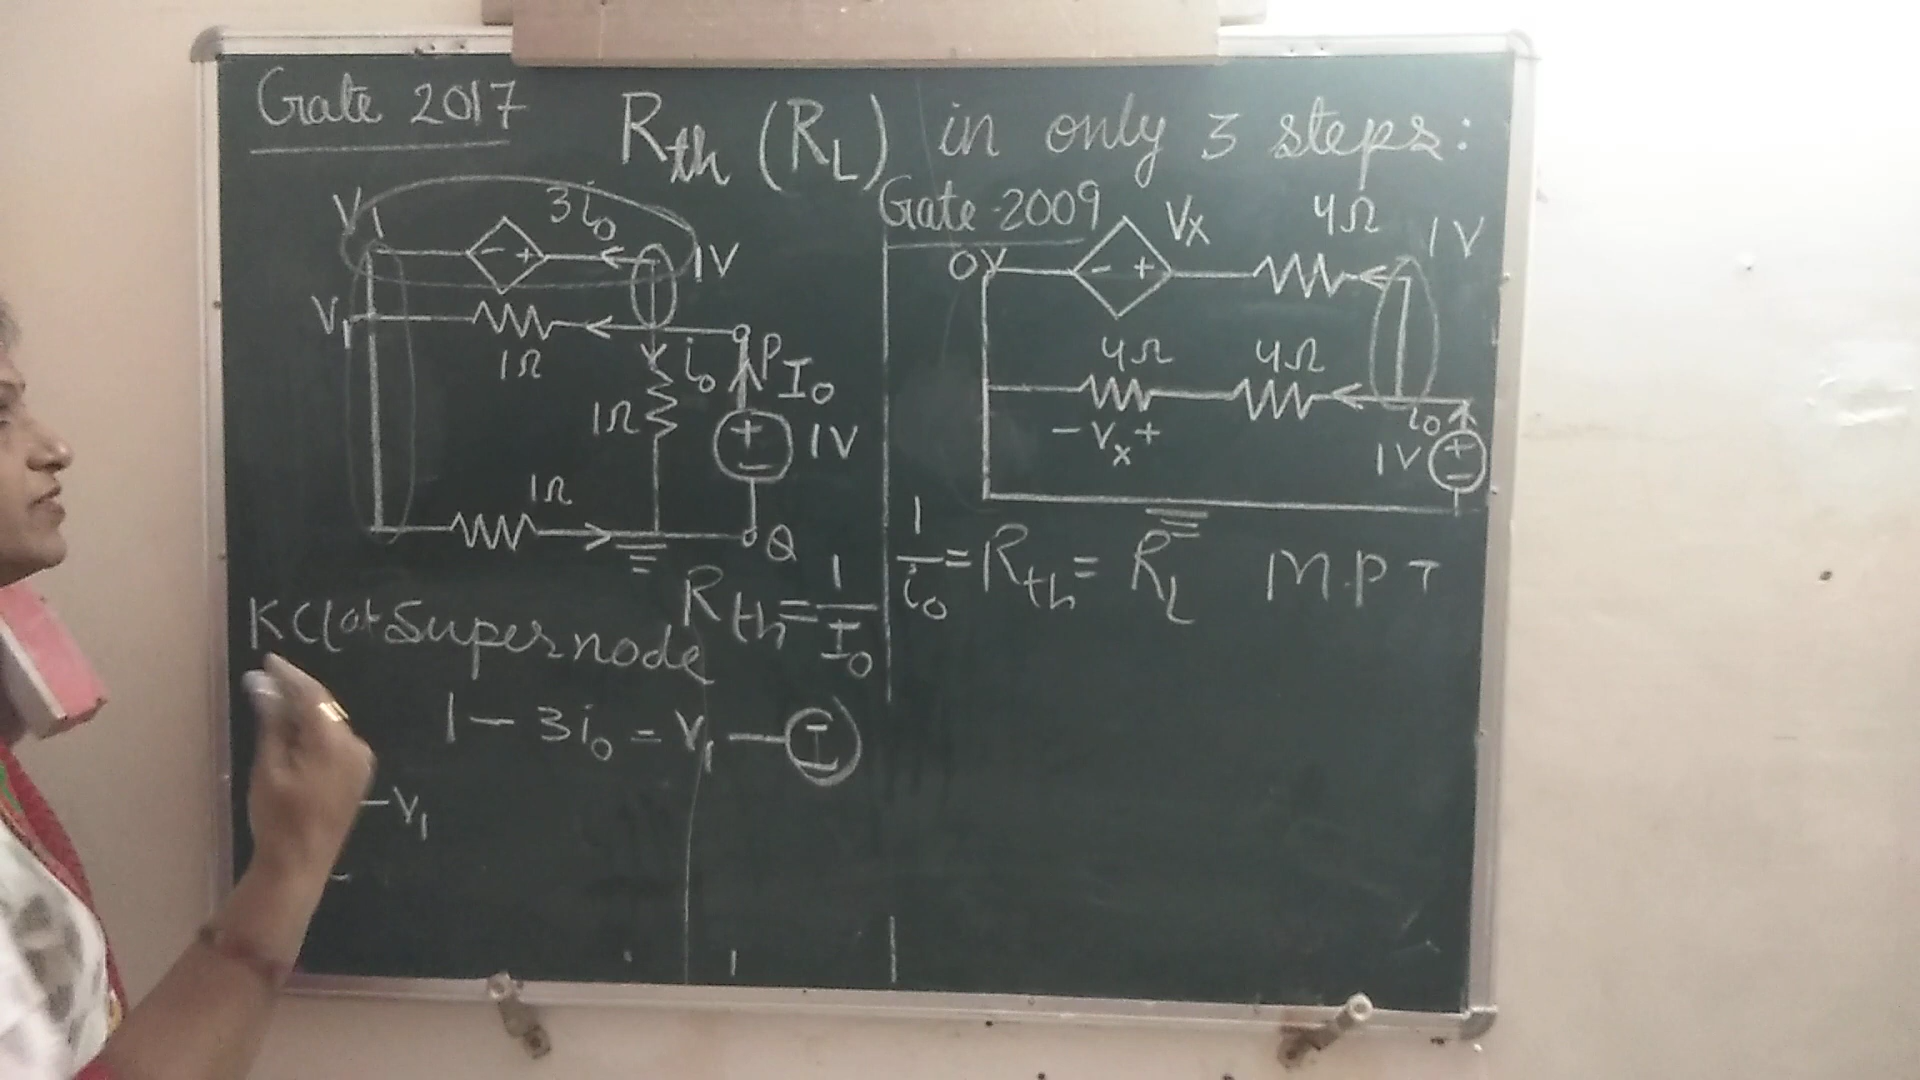 Gate 2017
Rth (RL) in only 3 steps:
V1
3i0
1V
- +
V1
1Ω
i0
P
I0
1Ω
+
-
1V
1Ω
Q
Rth = 1/I0
KCl at Supernode
1 - 3i0 = V1 — I
- V1
Gate-2009
0V
- +
Vx
4Ω
1V
4Ω
4Ω
- Vx +
i0
1V
+
-
1/i0 = Rth = RL M.P T